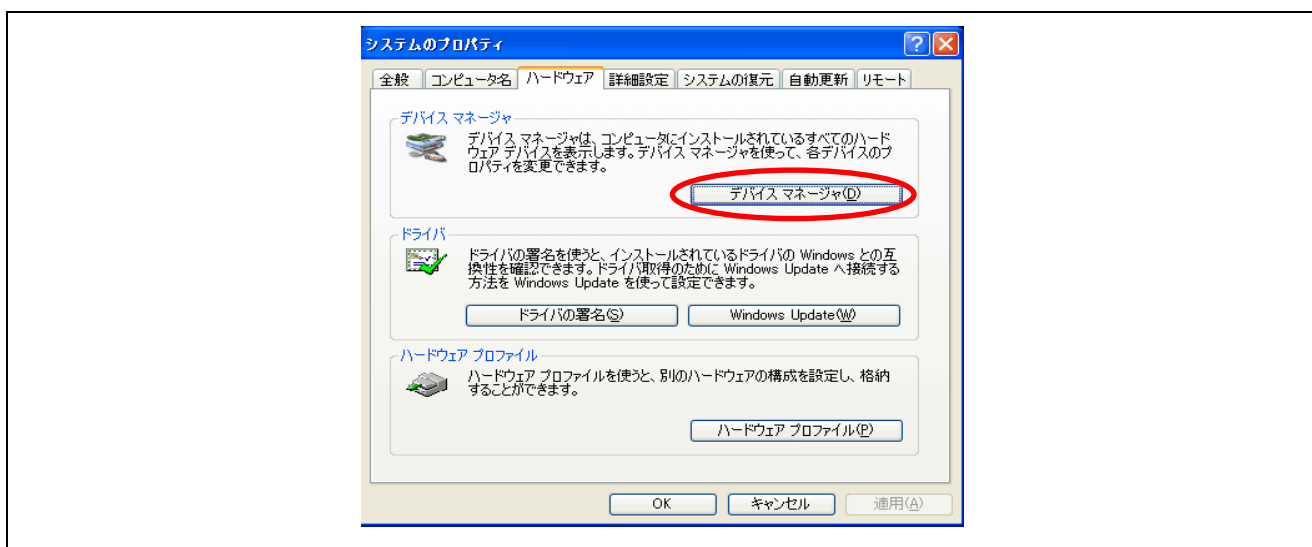 システムのプロパティ
全般 コンピュータ名 ハードウェア 詳細設定 システムの復元 自動更新 リモート
デバイス マネージャ
デバイス マネージャは、コンピュータにインストールされているすべてのハード
ウェア デバイスを表示します。デバイス マネージャを使って、各デバイスのプ
ロパティを変更できます。
デバイス マネージャ(D)
ドライバ
ドライバの署名を使うと、インストールされているドライバの Windows との互
換性を確認できます。ドライバ取得のために Windows Update へ接続する
方法を Windows Update を使って設定できます。
ドライバの署名(S) Windows Update(W)
ハードウェア プロファイル
ハードウェア プロファイルを使うと、別のハードウェアの構成を設定し、格納
することができます。
ハードウェア プロファイル(P)
OK キャンセル 適用(A)